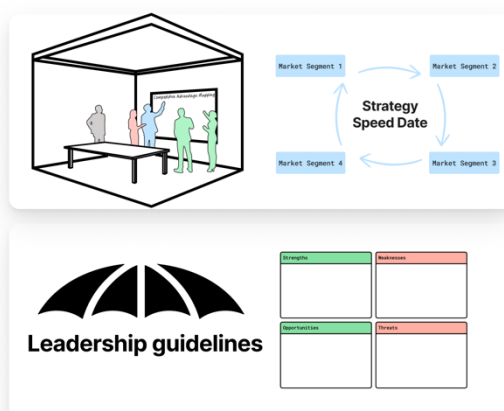 Competitive Advantage Mapping
Market Segment 1
Market Segment 2
Strategy
Speed Date
Market Segment 4
Market Segment 3
Leadership guidelines
Strengths
Weaknesses
Opportunities
Threats